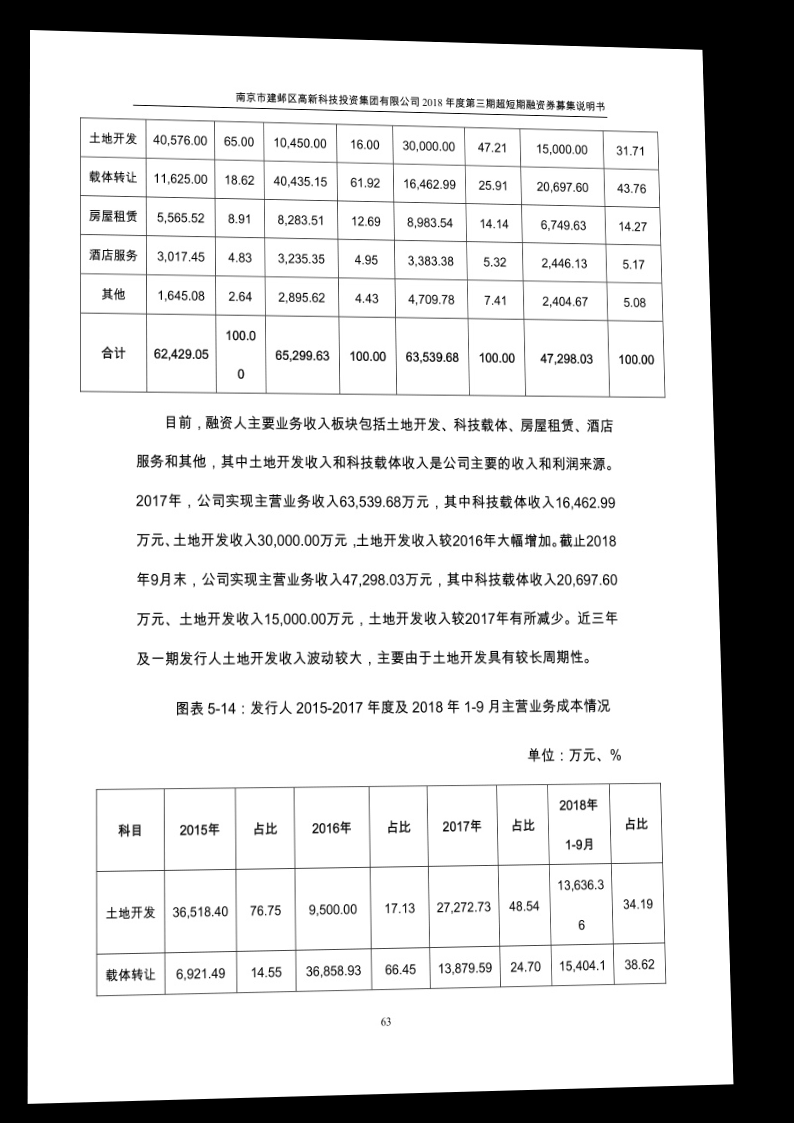 南京市建邺区高新科技投资集团有限公司 2018 年度第三期超短期融资券募集说明书
土地开发 40,576.00 65.00 10,450.00 16.00 30,000.00 47.21 15,000.00 31.71
载体转让 11,625.00 18.62 40,435.15 61.92 16,462.99 25.91 20,697.60 43.76
房屋租赁 5,565.52 8.91 8,283.51 12.69 8,983.54 14.14 6,749.63 14.27
酒店服务 3,017.45 4.83 3,235.35 4.95 3,383.38 5.32 2,446.13 5.17
其他 1,645.08 2.64 2,895.62 4.43 4,709.78 7.41 2,404.67 5.08
合计 62,429.05 100.00 65,299.63 100.00 63,539.68 100.00 47,298.03 100.00
目前，融资人主要业务收入板块包括土地开发、科技载体、房屋租赁、酒店
服务和其他，其中土地开发收入和科技载体收入是公司主要的收入和利润来源。
2017年，公司实现主营业务收入63,539.68万元，其中科技载体收入16,462.99
万元、土地开发收入30,000.00万元，土地开发收入较2016年大幅增加。截止2018
年9月末，公司实现主营业务收入47,298.03万元，其中科技载体收入20,697.60
万元、土地开发收入15,000.00万元，土地开发收入较2017年有所减少。近三年
及一期发行人土地开发收入波动较大，主要由于土地开发具有较长周期性。
图表 5-14：发行人 2015-2017 年度及 2018 年 1-9 月主营业务成本情况
单位：万元、%
科目 2015年 占比 2016年 占比 2017年 占比 2018年1-9月 占比
土地开发 36,518.40 76.75 9,500.00 17.13 27,272.73 48.54 13,636.36 34.19
载体转让 6,921.49 14.55 36,858.93 66.45 13,879.59 24.70 15,404.1 38.62
63